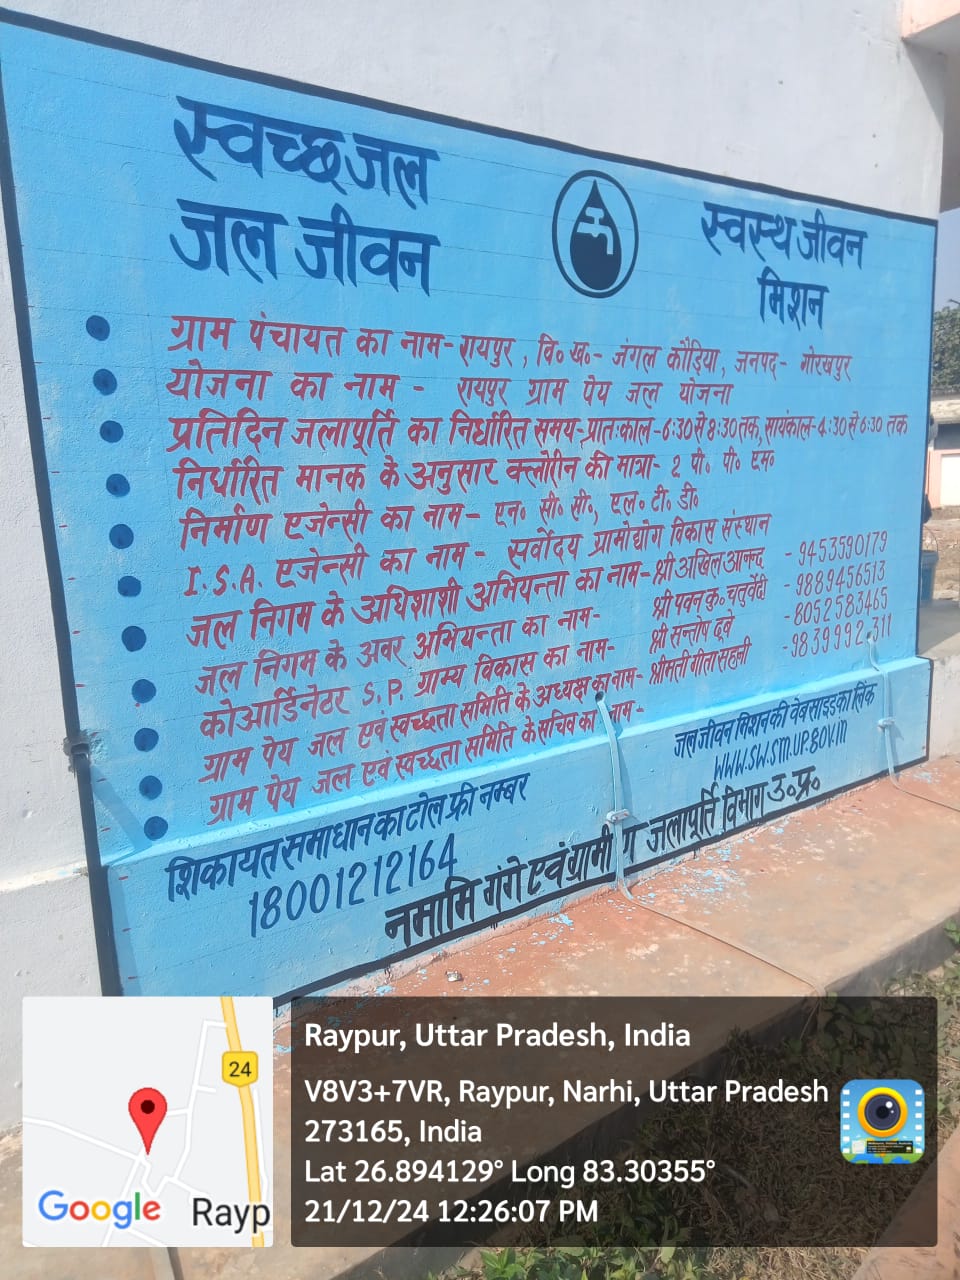 स्वच्छ जल
स्वस्थ जीवन
जल जीवन
मिशन
ग्राम पंचायत का नाम- रायपुर, वि० ख०- जंगल कौड़िया, जनपद- गोरखपुर
योजना का नाम - रायपुर ग्राम पेय जल योजना
प्रतिदिन जलापूर्ति का निर्धारित समय-प्रातःकाल-6:30 से 8:30 तक, सायंकाल-4:30 से 6:30 तक
निर्धारित मानक के अनुसार क्लोरीन की मात्रा- 2 पी० पी० एम०
निर्माण एजेन्सी का नाम- एन० सी० सी०, एल० टी० डी०
I.S.A. एजेन्सी का नाम - सर्वोदय ग्रामोद्योग विकास संस्थान
जल निगम के अधिशाशी अभियन्ता का नाम- श्री अखिल आनन्द - 9453590179
जल निगम के अवर अभियन्ता का नाम- श्री पवन कु० चतुर्वेदी - 9889456513
कोआर्डिनेटर S.P. ग्राम्य विकास का नाम- श्री सन्तोष दूबे - 8052583465
ग्राम पेय जल एवं स्वच्छता समिति के अध्यक्ष का नाम- श्रीमती गीता सहनी - 9839992311
ग्राम पेय जल एवं स्वच्छता समिति के सचिव का नाम-
शिकायत समाधान का टोल फ्री नम्बर
18001212164
जल जीवन मिशन की वेबसाइड का लिंक
www.swsm.up.gov.in
नमामि गंगे एवं ग्रामीण जलापूर्ति विभाग उ० प्र०
24
Google
Rayp
Raypur, Uttar Pradesh, India
V8V3+7VR, Raypur, Narhi, Uttar Pradesh
273165, India
Lat 26.894129° Long 83.30355°
21/12/24 12:26:07 PM